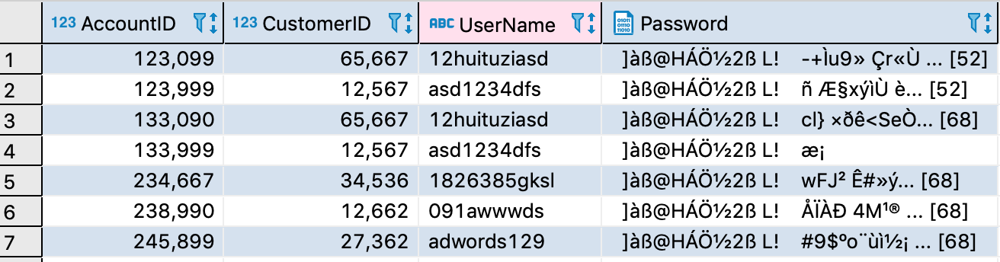 123 AccountID 123 CustomerID ABC UserName Password
1 123,099 65,667 12huituziasd ]àß@HÁÖ½2ß L! -+Ìu9» Çr«Ù ... [52]
2 123,999 12,567 asd1234dfs ]àß@HÁÖ½2ß L! ñ Æ§xýìÙ è... [52]
3 133,090 65,667 12huituziasd ]àß@HÁÖ½2ß L! cl} ×ðê<SeÒ... [68]
4 133,999 12,567 asd1234dfs ]àß@HÁÖ½2ß L! æ¡
5 234,667 34,536 1826385gksl ]àß@HÁÖ½2ß L! wFJ² Ê#»ý... [68]
6 238,990 12,662 091awwwds ]àß@HÁÖ½2ß L! ÅÏÀÐ 4M¹® ... [68]
7 245,899 27,362 adwords129 ]àß@HÁÖ½2ß L! #9$ºo¨ùì½¡ ... [68]